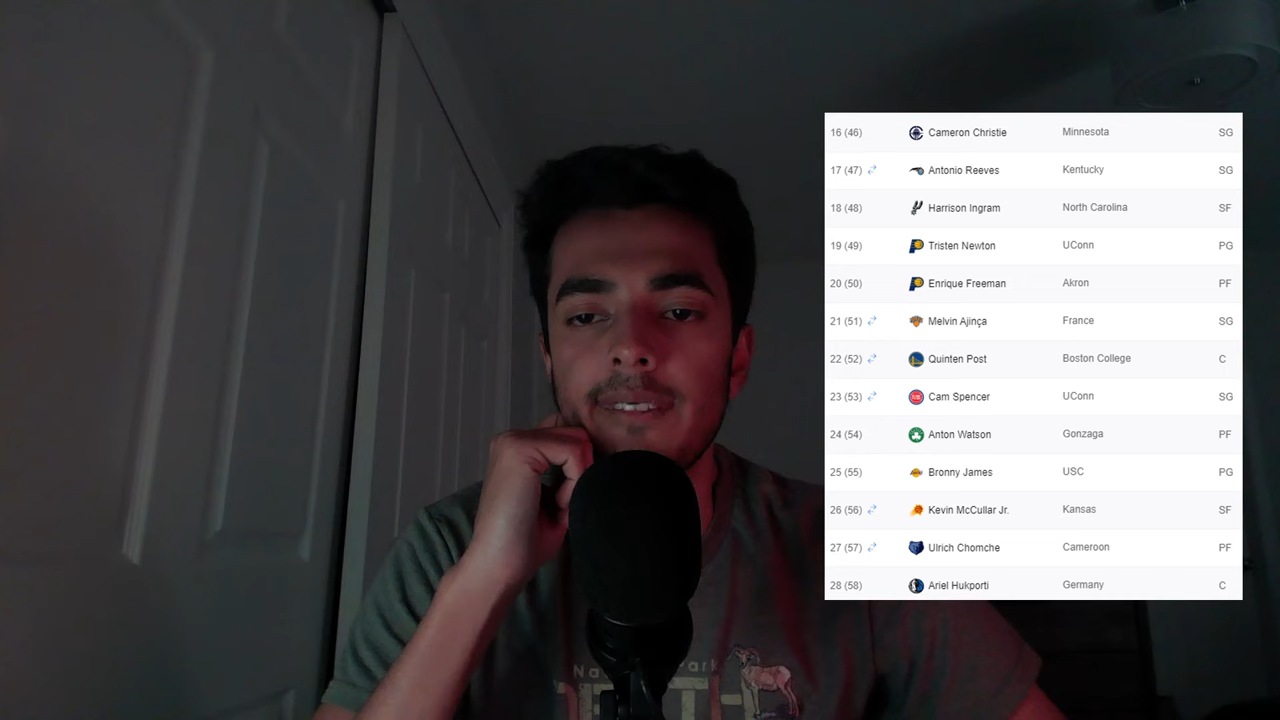 16 (46) Cameron Christie Minnesota SG
17 (47) Antonio Reeves Kentucky SG
18 (48) Harrison Ingram North Carolina SF
19 (49) Tristen Newton UConn PG
20 (50) Enrique Freeman Akron PF
21 (51) Melvin Ajinça France SG
22 (52) Quinten Post Boston College C
23 (53) Cam Spencer UConn SG
24 (54) Anton Watson Gonzaga PF
25 (55) Bronny James USC PG
26 (56) Kevin McCullar Jr. Kansas SF
27 (57) Ulrich Chomche Cameroon PF
28 (58) Ariel Hukporti Germany C